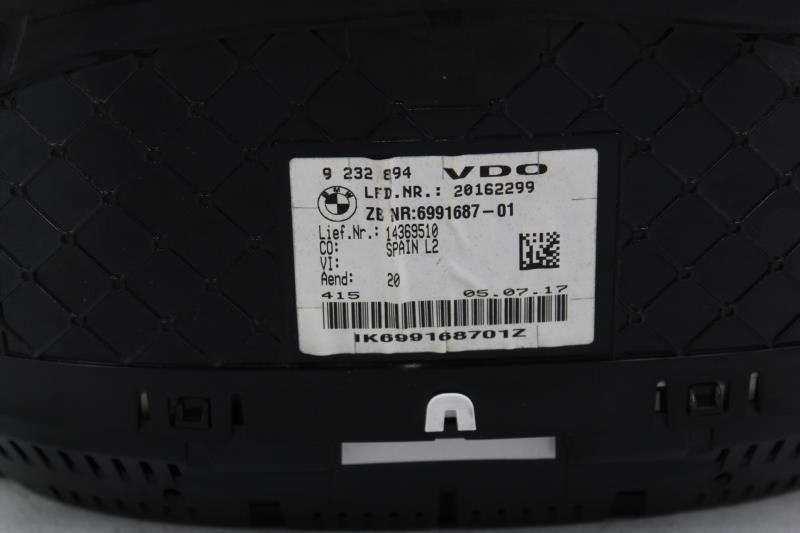 9 232 894 VDO
BMW LFD.NR.: 20162299
ZB NR:6991687-01
Lief.Nr.: 14369510
CO: SPAIN L2
VI:
Aend: 20
415 05.07.17
IK699168701Z